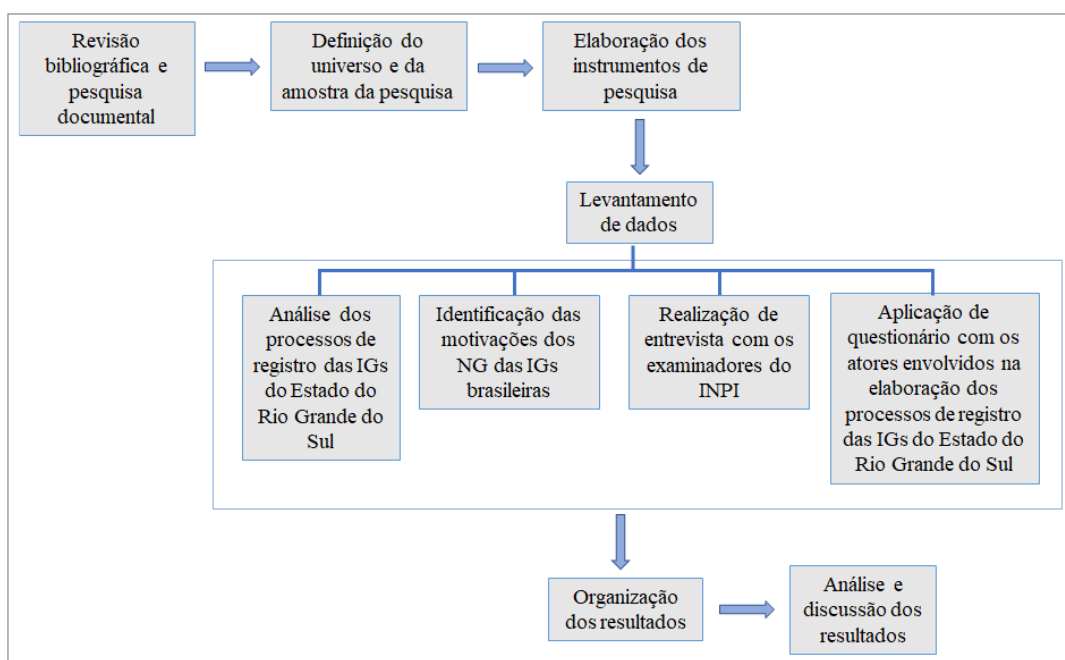 Revisão
bibliográfica e
pesquisa
documental
Definição do
universo e da
amostra da pesquisa
Elaboração dos
instrumentos de
pesquisa
Levantamento
de dados
Análise dos
processos de
registro das IGs
do Estado do
Rio Grande do
Sul
Identificação das
motivações dos
NG das IGs
brasileiras
Realização de
entrevista com os
examinadores do
INPI
Aplicação de
questionário com os
atores envolvidos na
elaboração dos
processos de registro
das IGs do Estado do
Rio Grande do Sul
Organização
dos resultados
Análise e
discussão dos
resultados